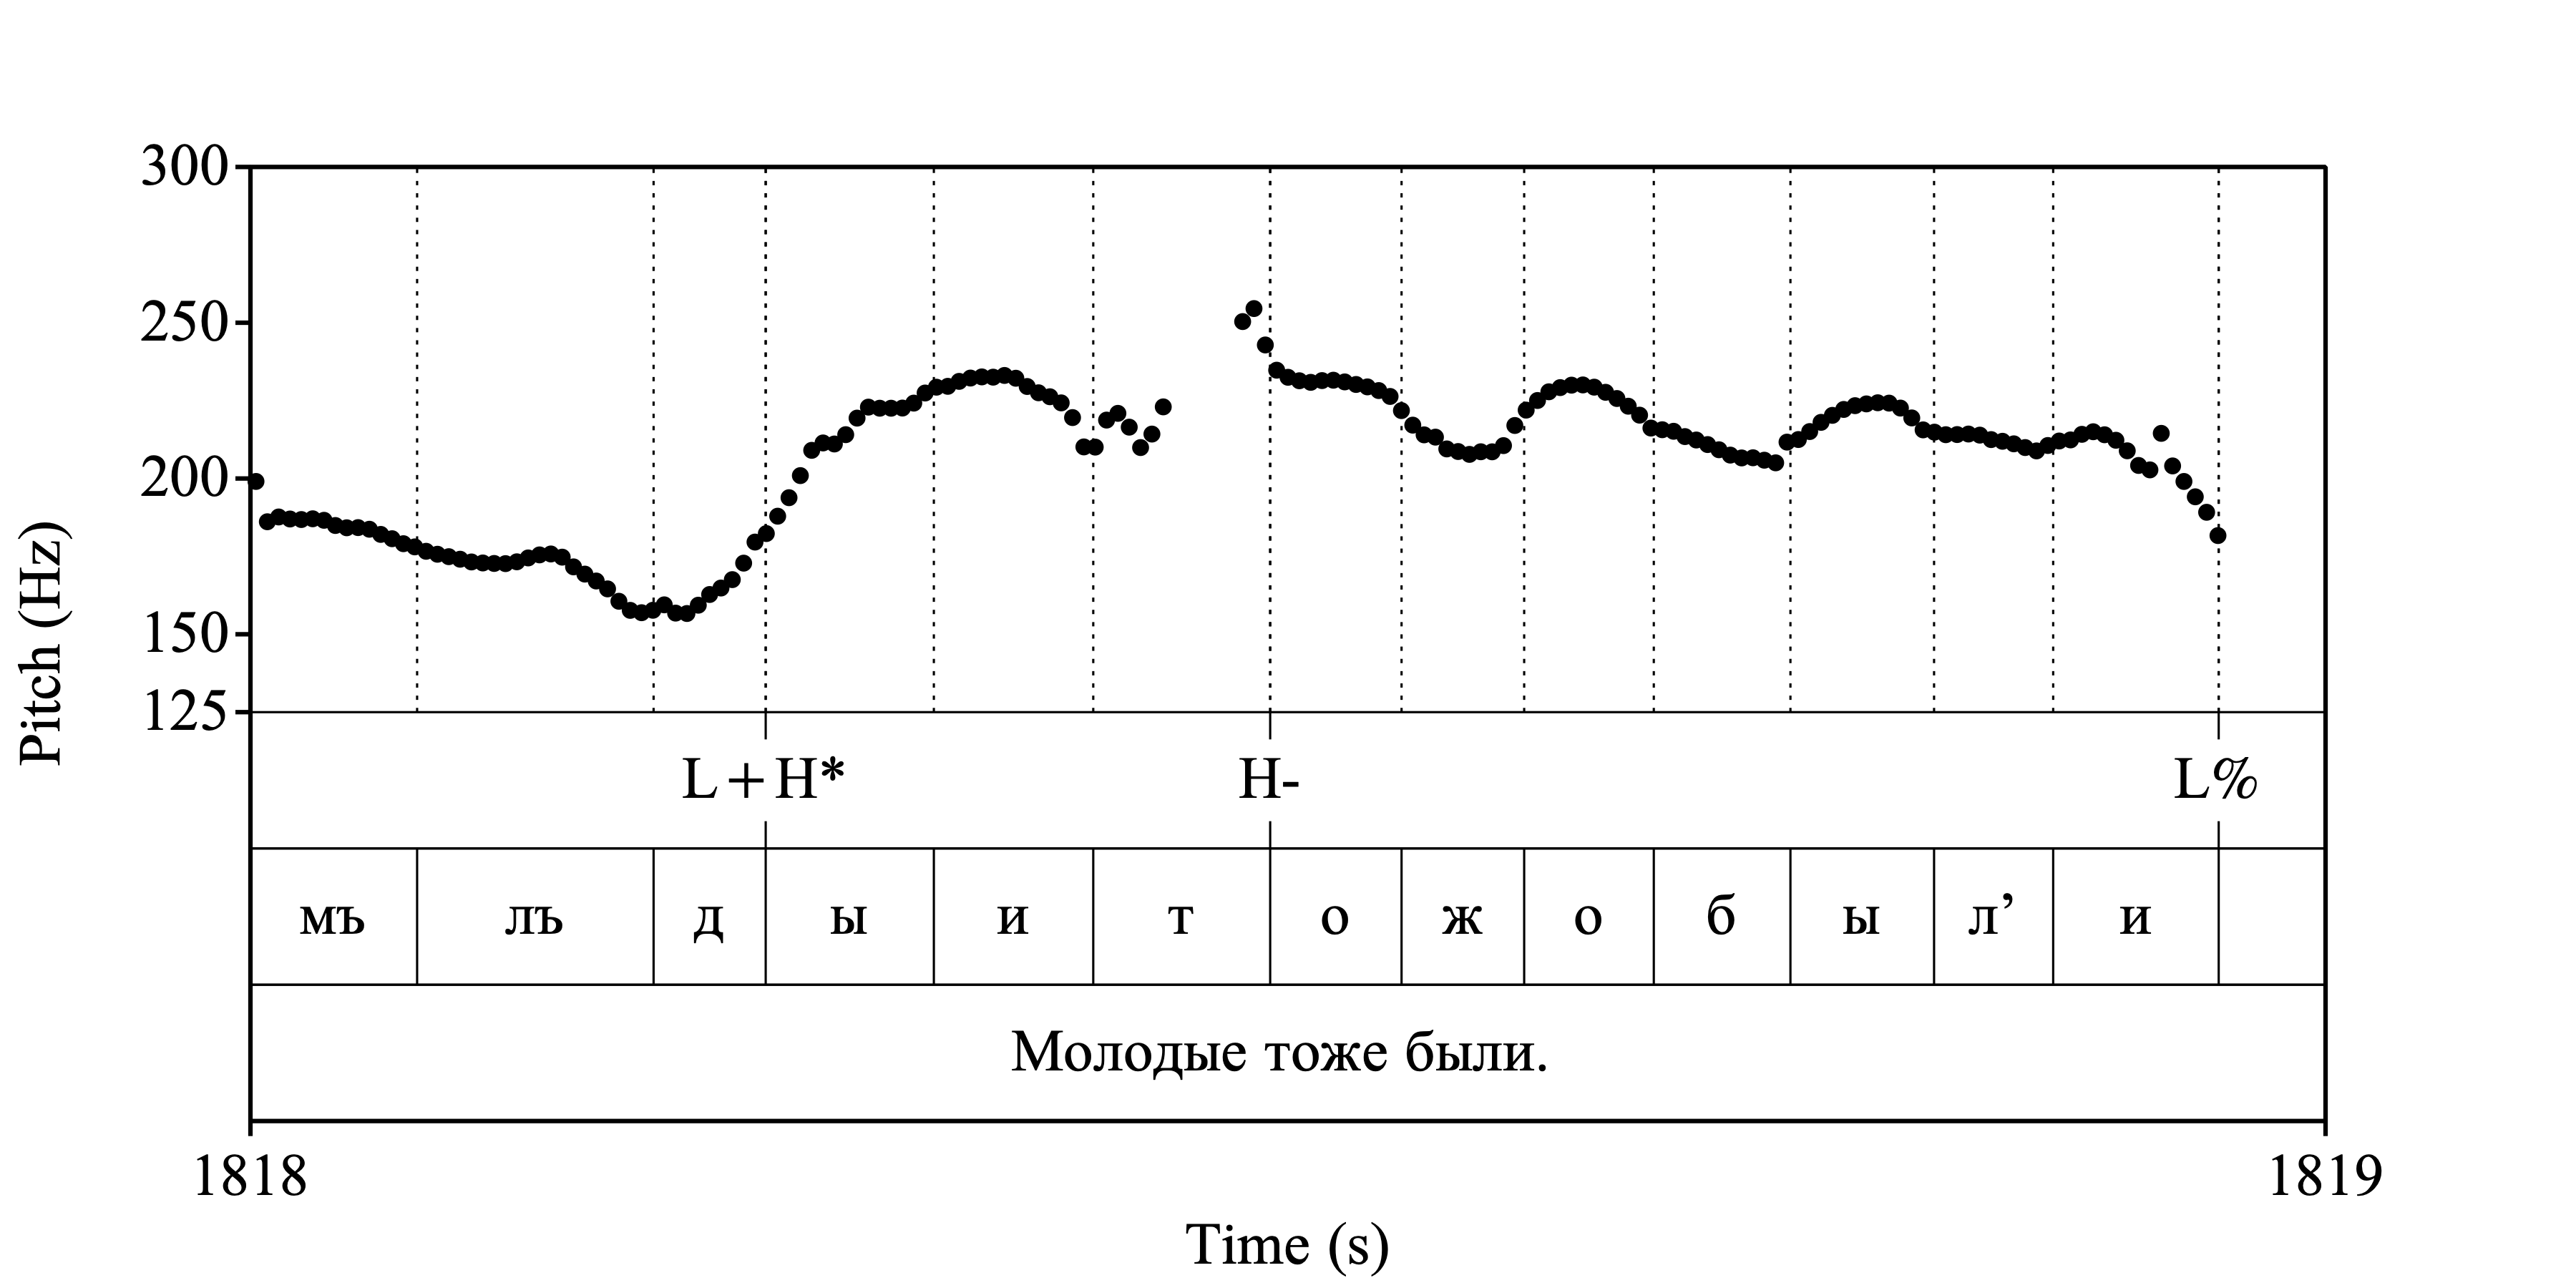 300
250
200
150
125
Pitch (Hz)
L+H* H- L%
мъ лъ д ы и т о ж о б ы л’ и
Молодые тоже были.
1818 1819
Time (s)